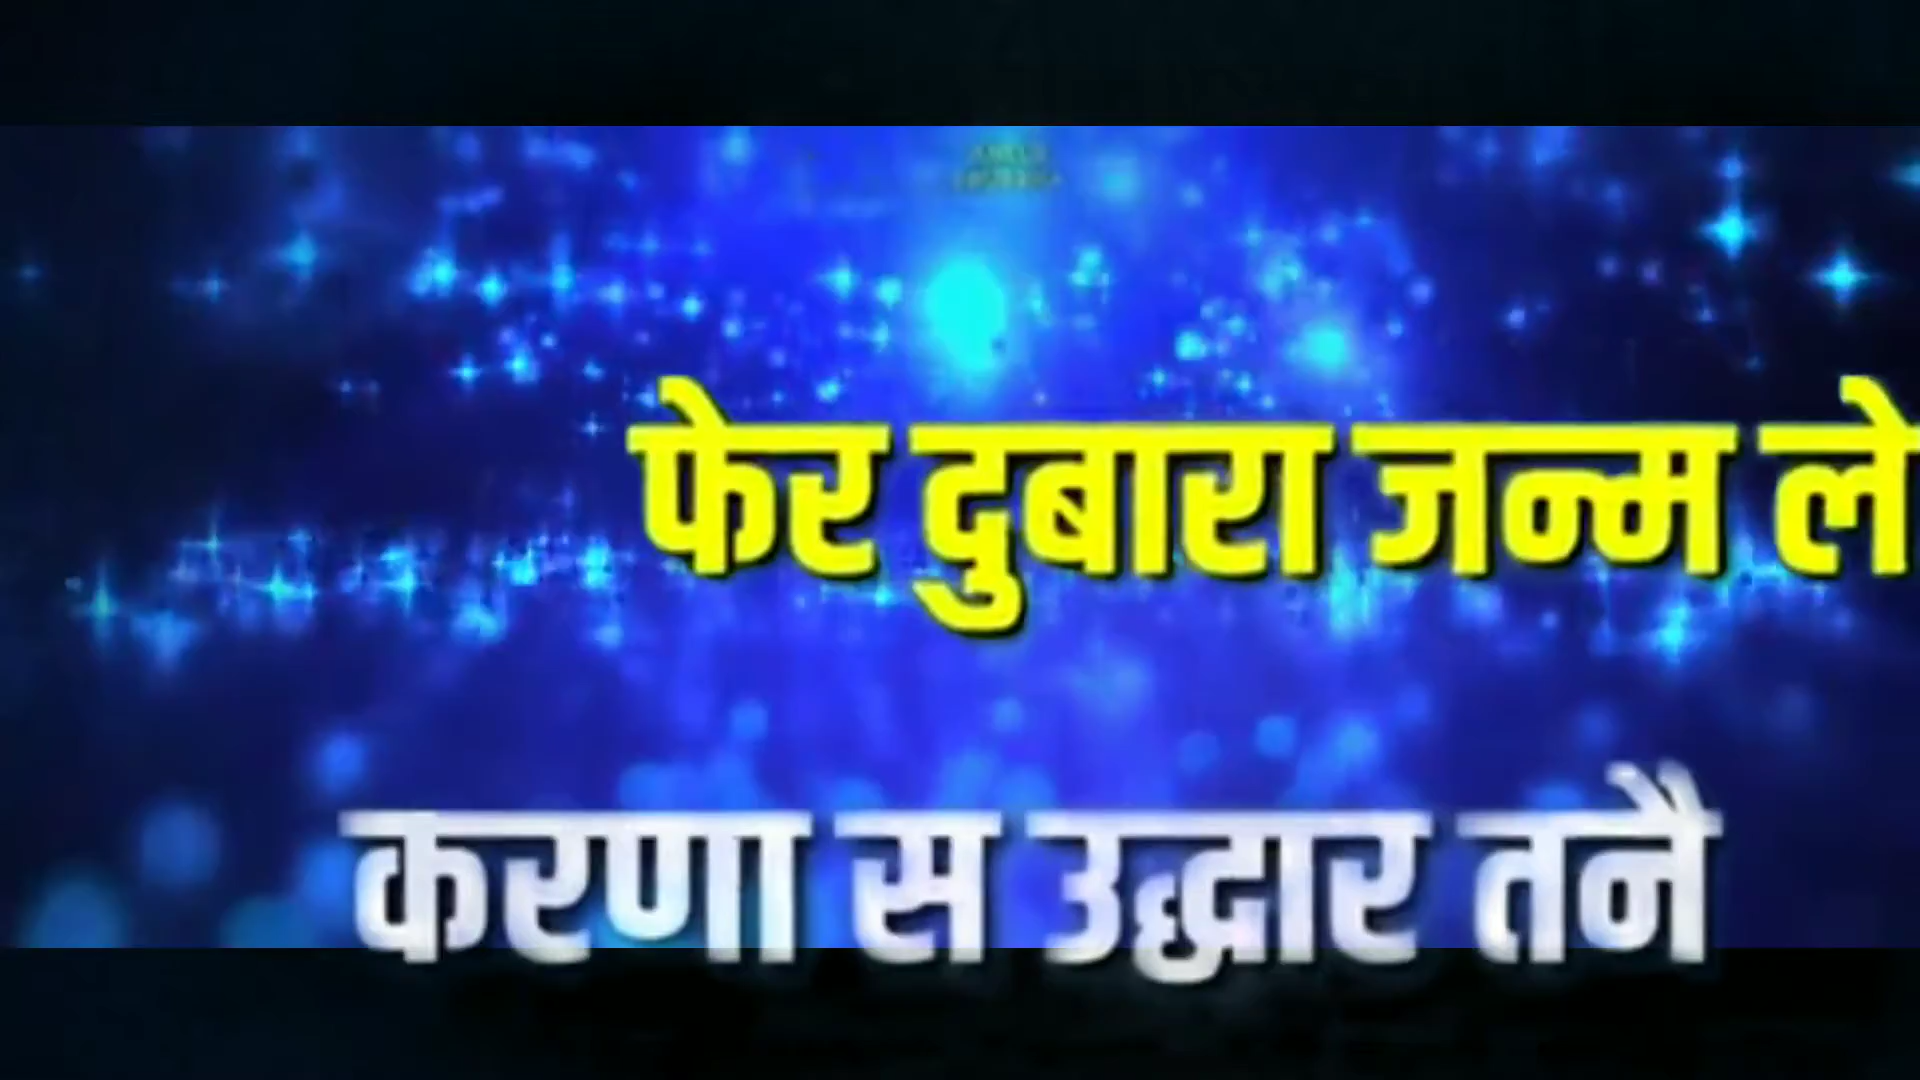 फेर दुबारा जन्म ले
करणा स उद्धार तनै